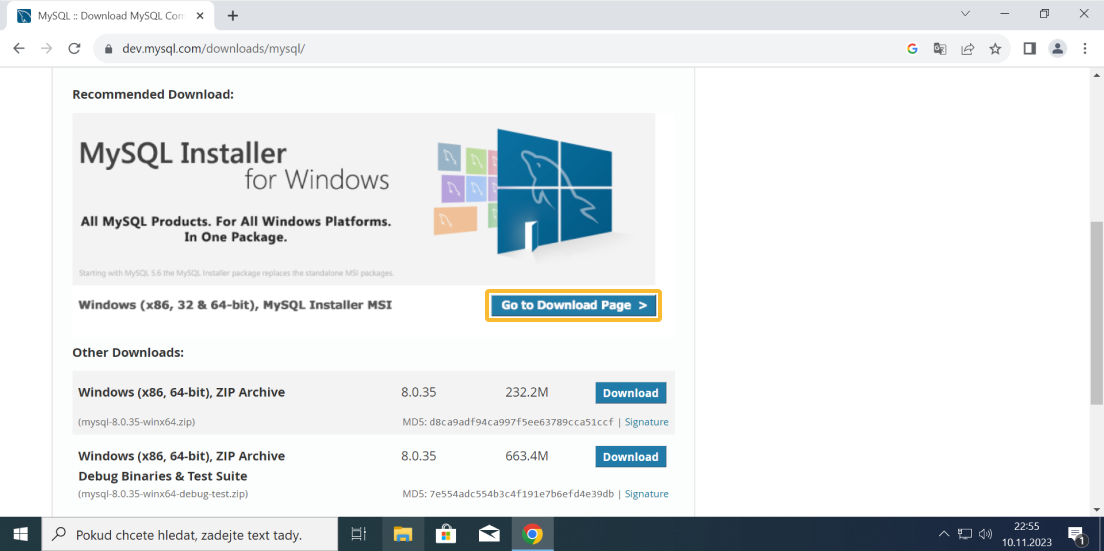 MySQL :: Download MySQL Com
dev.mysql.com/downloads/mysql/
Recommended Download:
MySQL Installer
for Windows
All MySQL Products. For All Windows Platforms.
In One Package.
Starting with MySQL 5.6 the MySQL Installer package replaces the standalone MSI packages.
Windows (x86, 32 & 64-bit), MySQL Installer MSI
Go to Download Page >
Other Downloads:
Windows (x86, 64-bit), ZIP Archive 8.0.35 232.2M Download
(mysql-8.0.35-winx64.zip) MD5: d8ca9adf94ca997f5ee63789cca51ccf | Signature
Windows (x86, 64-bit), ZIP Archive 8.0.35 663.4M Download
Debug Binaries & Test Suite
(mysql-8.0.35-winx64-debug-test.zip) MD5: 7e554adc554b3c4f191e7b6efd4e39db | Signature
Pokud chcete hledat, zadejte text tady.
22:55
10.11.2023
1